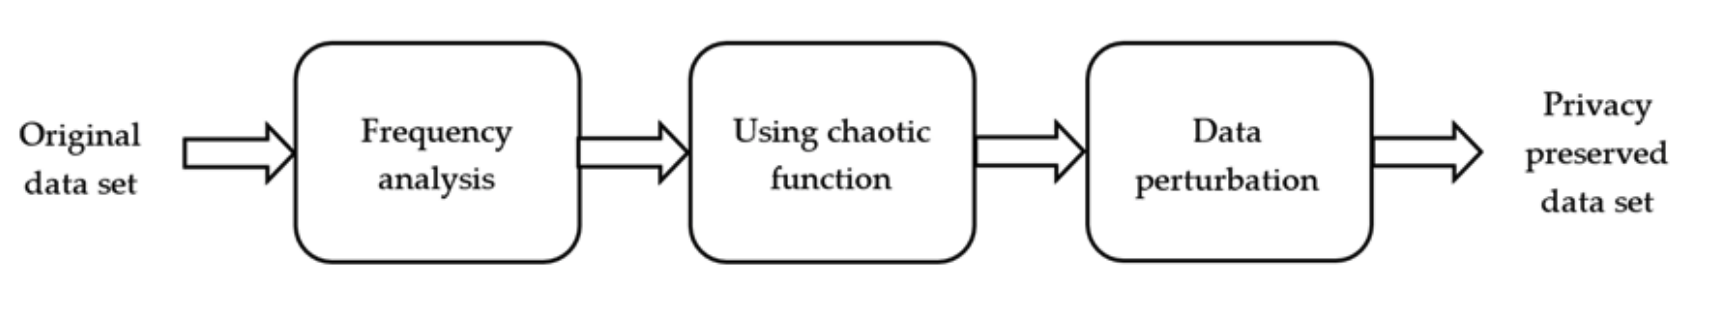 Original
data set
Frequency
analysis
Using chaotic
function
Data
perturbation
Privacy
preserved
data set